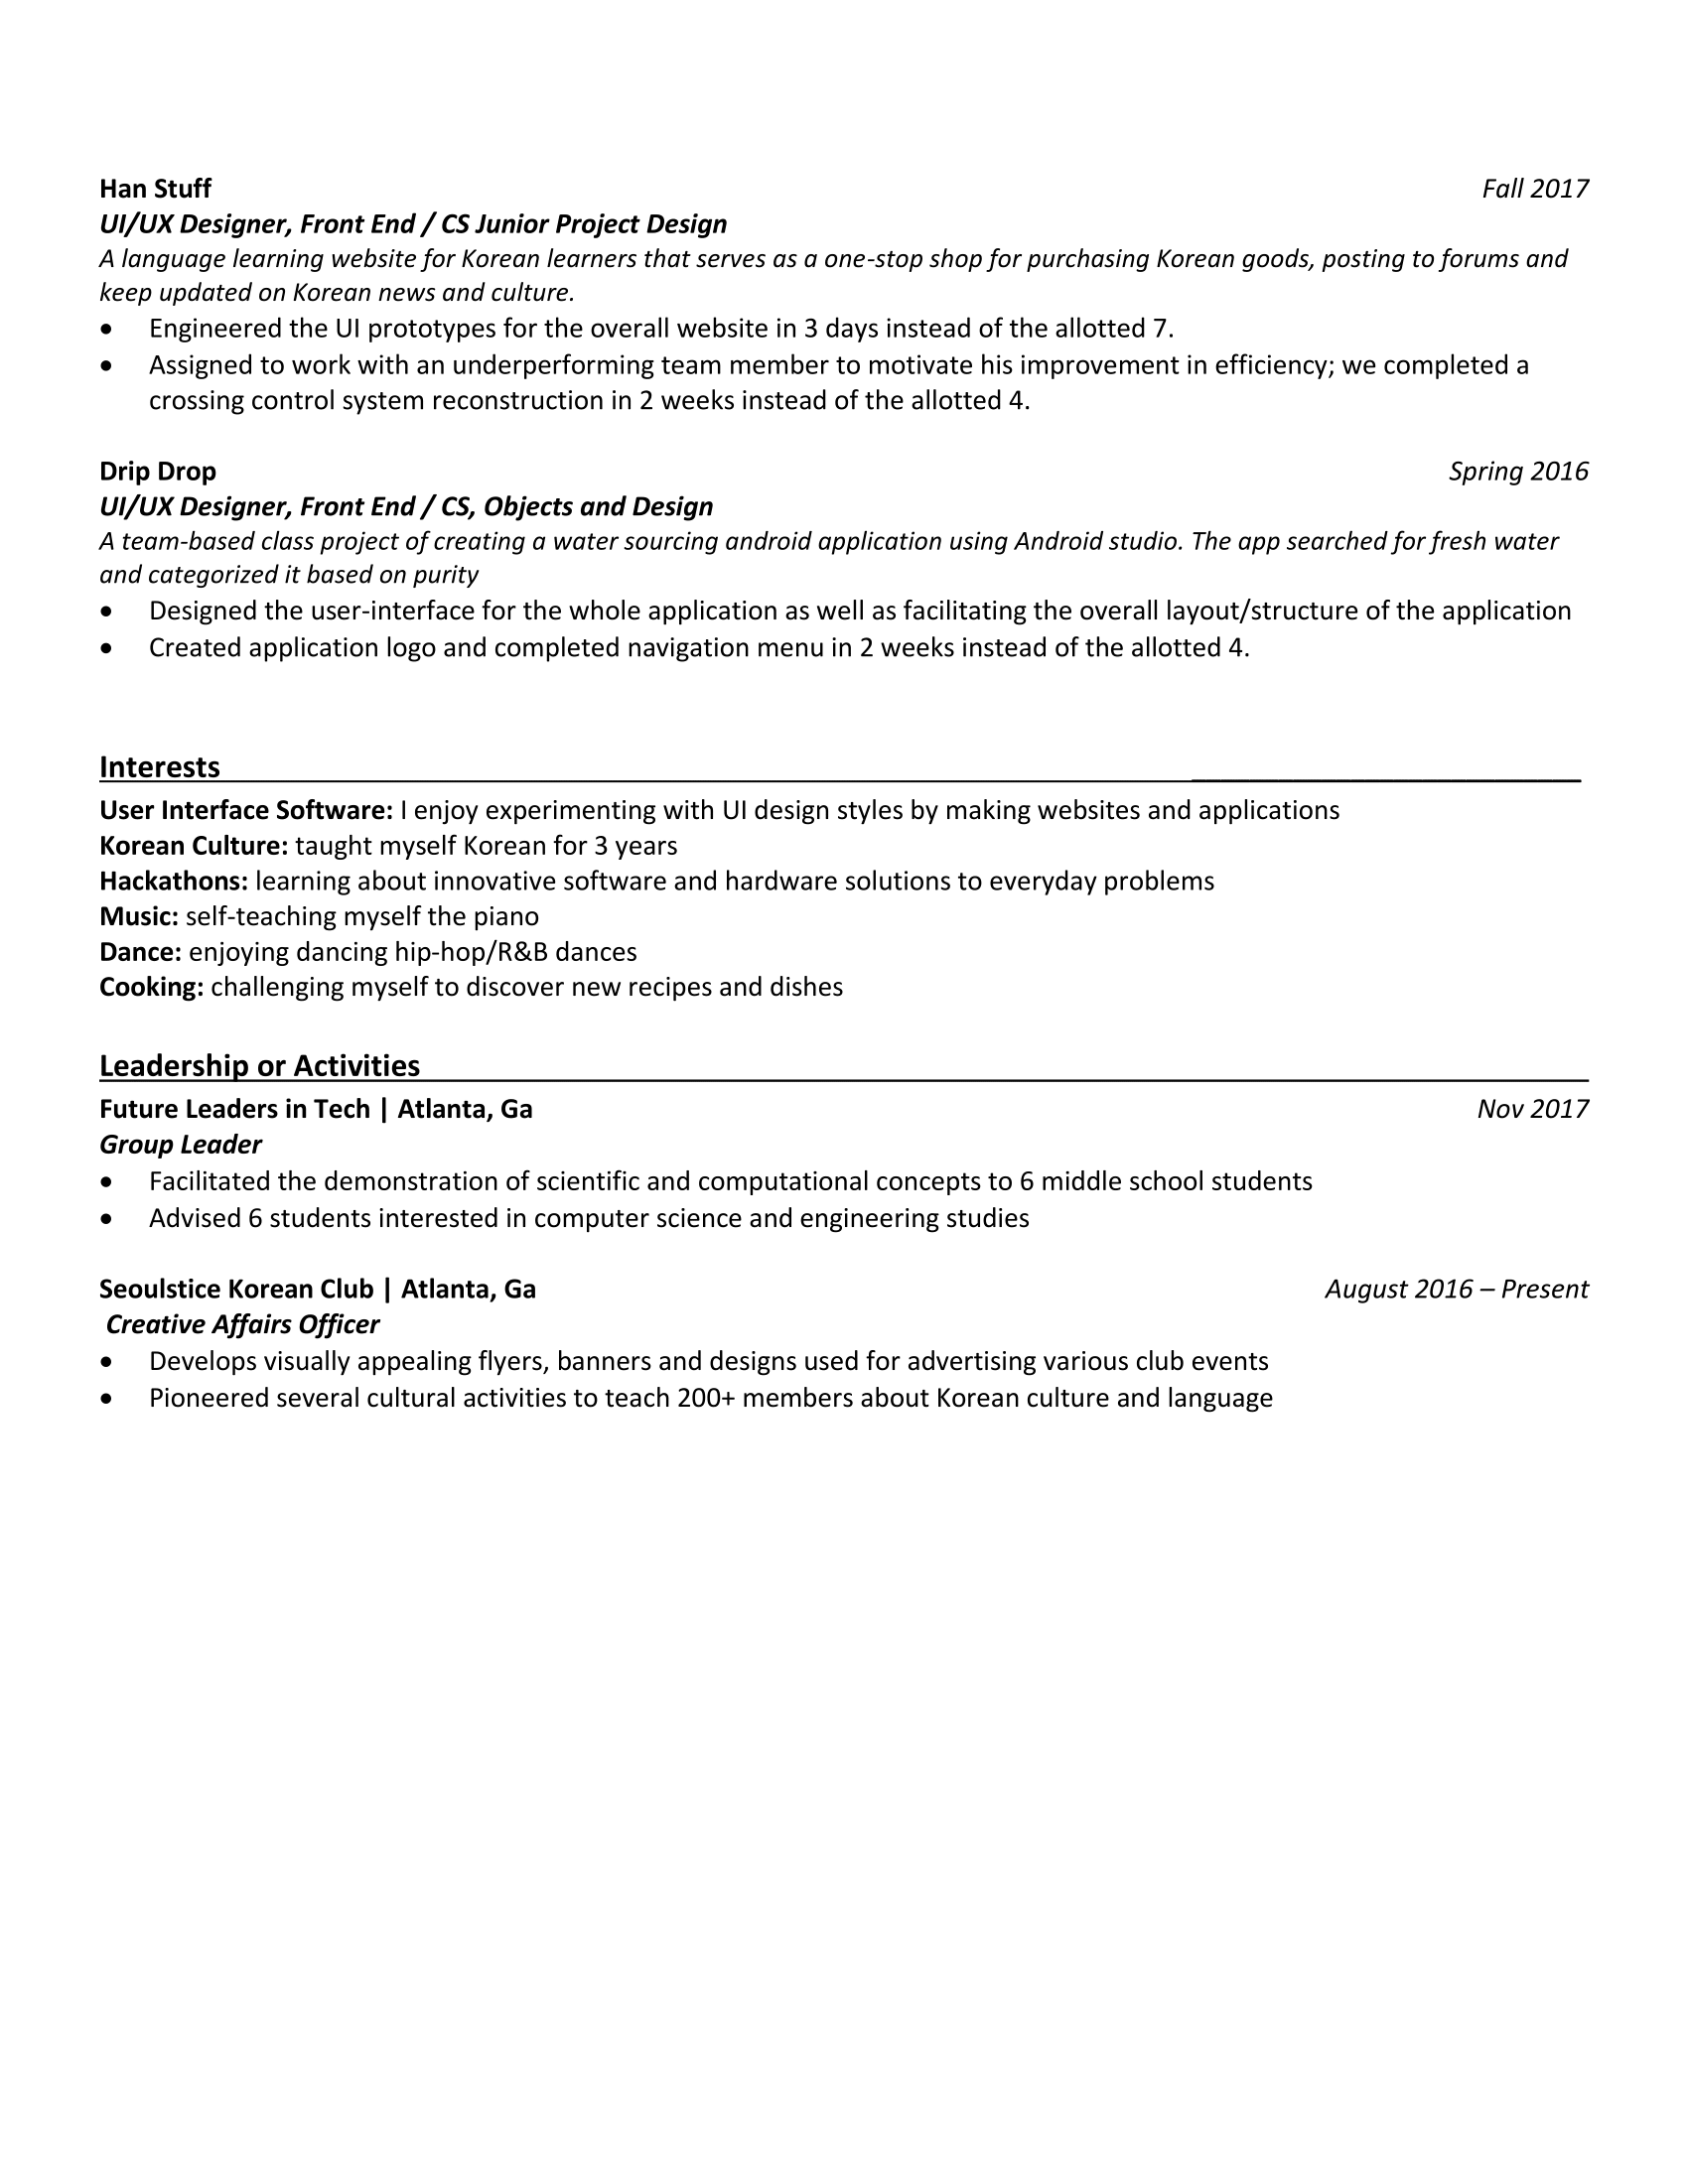 Han Stuff Fall 2017
UI/UX Designer, Front End / CS Junior Project Design
A language learning website for Korean learners that serves as a one-stop shop for purchasing Korean goods, posting to forums and
keep updated on Korean news and culture.
• Engineered the UI prototypes for the overall website in 3 days instead of the allotted 7.
• Assigned to work with an underperforming team member to motivate his improvement in efficiency; we completed a
crossing control system reconstruction in 2 weeks instead of the allotted 4.
Drip Drop Spring 2016
UI/UX Designer, Front End / CS, Objects and Design
A team-based class project of creating a water sourcing android application using Android studio. The app searched for fresh water
and categorized it based on purity
• Designed the user-interface for the whole application as well as facilitating the overall layout/structure of the application
• Created application logo and completed navigation menu in 2 weeks instead of the allotted 4.
Interests
User Interface Software: I enjoy experimenting with UI design styles by making websites and applications
Korean Culture: taught myself Korean for 3 years
Hackathons: learning about innovative software and hardware solutions to everyday problems
Music: self-teaching myself the piano
Dance: enjoying dancing hip-hop/R&B dances
Cooking: challenging myself to discover new recipes and dishes
Leadership or Activities
Future Leaders in Tech | Atlanta, Ga Nov 2017
Group Leader
• Facilitated the demonstration of scientific and computational concepts to 6 middle school students
• Advised 6 students interested in computer science and engineering studies
Seoulstice Korean Club | Atlanta, Ga August 2016 – Present
Creative Affairs Officer
• Develops visually appealing flyers, banners and designs used for advertising various club events
• Pioneered several cultural activities to teach 200+ members about Korean culture and language